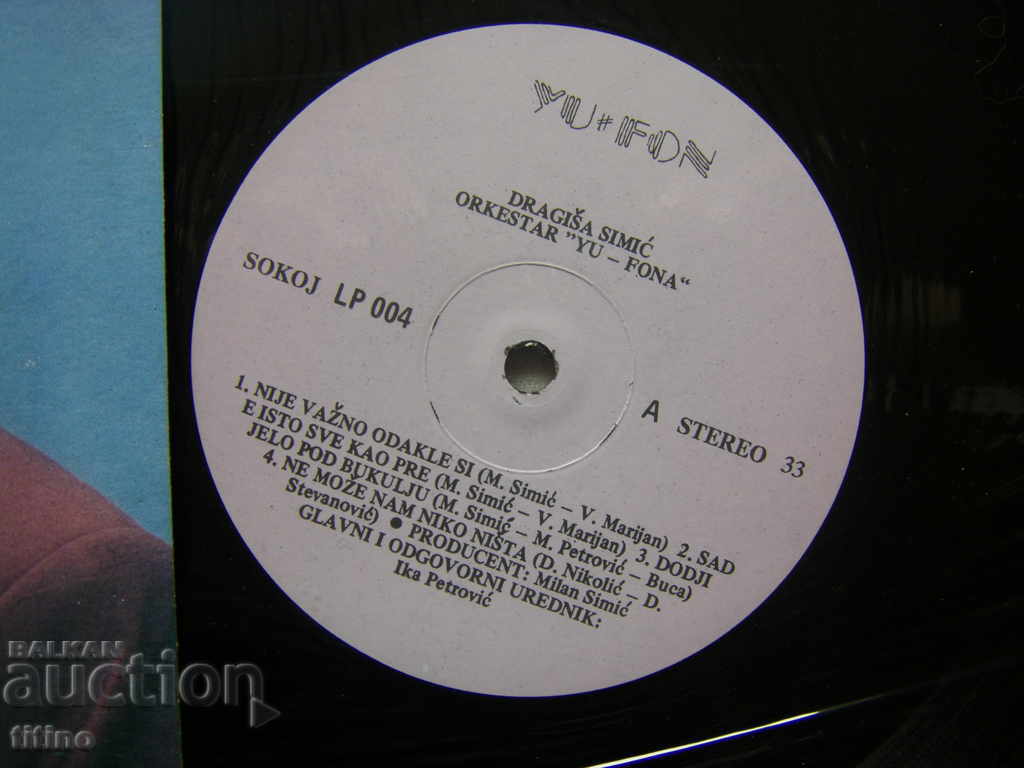 YU # FON
DRAGIŠA SIMIĆ
ORKESTAR ”YU – FONA“
SOKOJ LP 004
A STEREO 33
1. NIJE VAŽNO ODAKLE SI (M. Simić – V. Marijan) 2. SAD
E ISTO SVE KAO PRE (M. Simić – V. Marijan) 3. DODJI
JELO POD BUKULJU (M. Simić – M. Petrović – Buca)
4. NE MOŽE NAM NIKO NIŠTA (D. Nikolić – D.
Stevanović) ● PRODUCENT: Milan Simić
GLAVNI I ODGOVORNI UREDNIK:
Ika Petrović
BALKAN
auction
titino